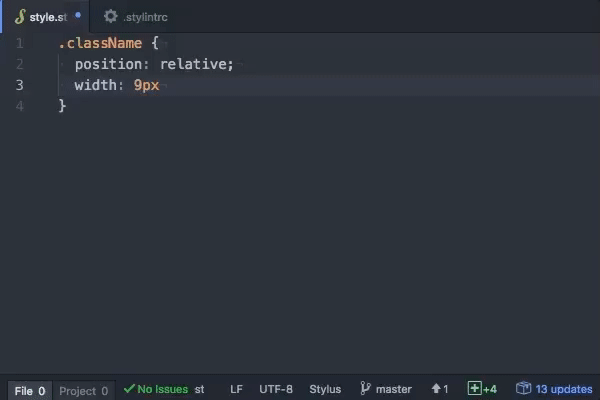 style.st
.stylintrc
1 .className {
2 position: relative;
3 width: 9px
4 }
File 0 Project 0 No Issues st LF UTF-8 Stylus master 1 +4 13 updates